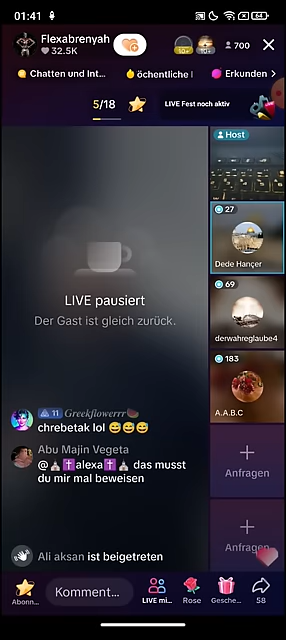 01:41
64
Flexabrenyah
32.5K
700
Chatten und Int...
öchentliche
Erkunden
5/18
LIVE Fest noch aktiv
Host
27
Dede Hançer
69
derwahreglaube4
183
A.A.B.C
Anfragen
Anfragen
LIVE pausiert
Der Gast ist gleich zurück.
11 Greekflowerrr🍉
chrebetak lol 😅😅😅
Abu Majin Vegeta
@⛪✝️alexa✝️⛪ das musst
du mir mal beweisen
Ali aksan ist beigetreten
Abonn...
Komment...
LIVE mi...
Rose
Gesche...
58